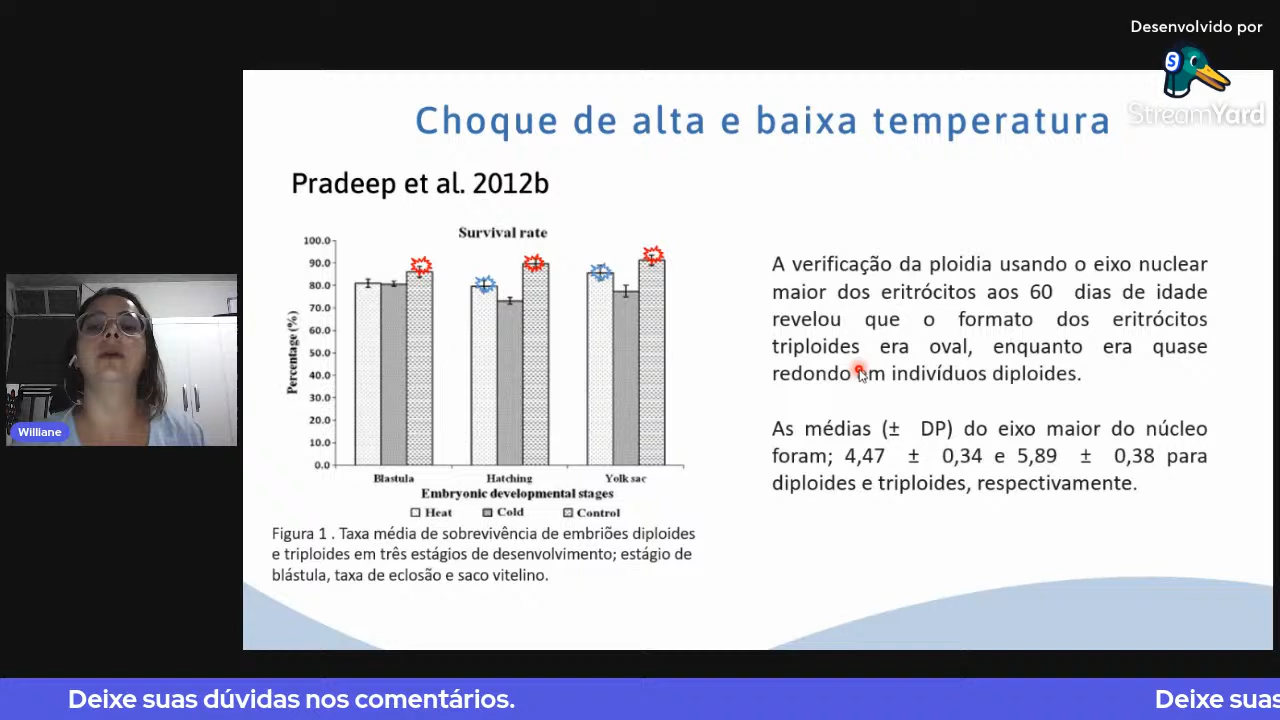 Desenvolvido por
S
StreamYard
Choque de alta e baixa temperatura
Pradeep et al. 2012b
Survival rate
100.0
90.0
80.0
70.0
60.0
50.0
40.0
30.0
20.0
10.0
0.0
Percentage (%)
Blastula Hatching Yolk sac
Embryonic developmental stages
Heat Cold Control
Figura 1 . Taxa média de sobrevivência de embriões diploides
e triploides em três estágios de desenvolvimento; estágio de
blástula, taxa de eclosão e saco vitelino.
A verificação da ploidia usando o eixo nuclear
maior dos eritrócitos aos 60 dias de idade
revelou que o formato dos eritrócitos
triploides era oval, enquanto era quase
redondo em indivíduos diploides.
As médias (± DP) do eixo maior do núcleo
foram; 4,47 ± 0,34 e 5,89 ± 0,38 para
diploides e triploides, respectivamente.
Williane
Deixe suas dúvidas nos comentários.
Deixe suas